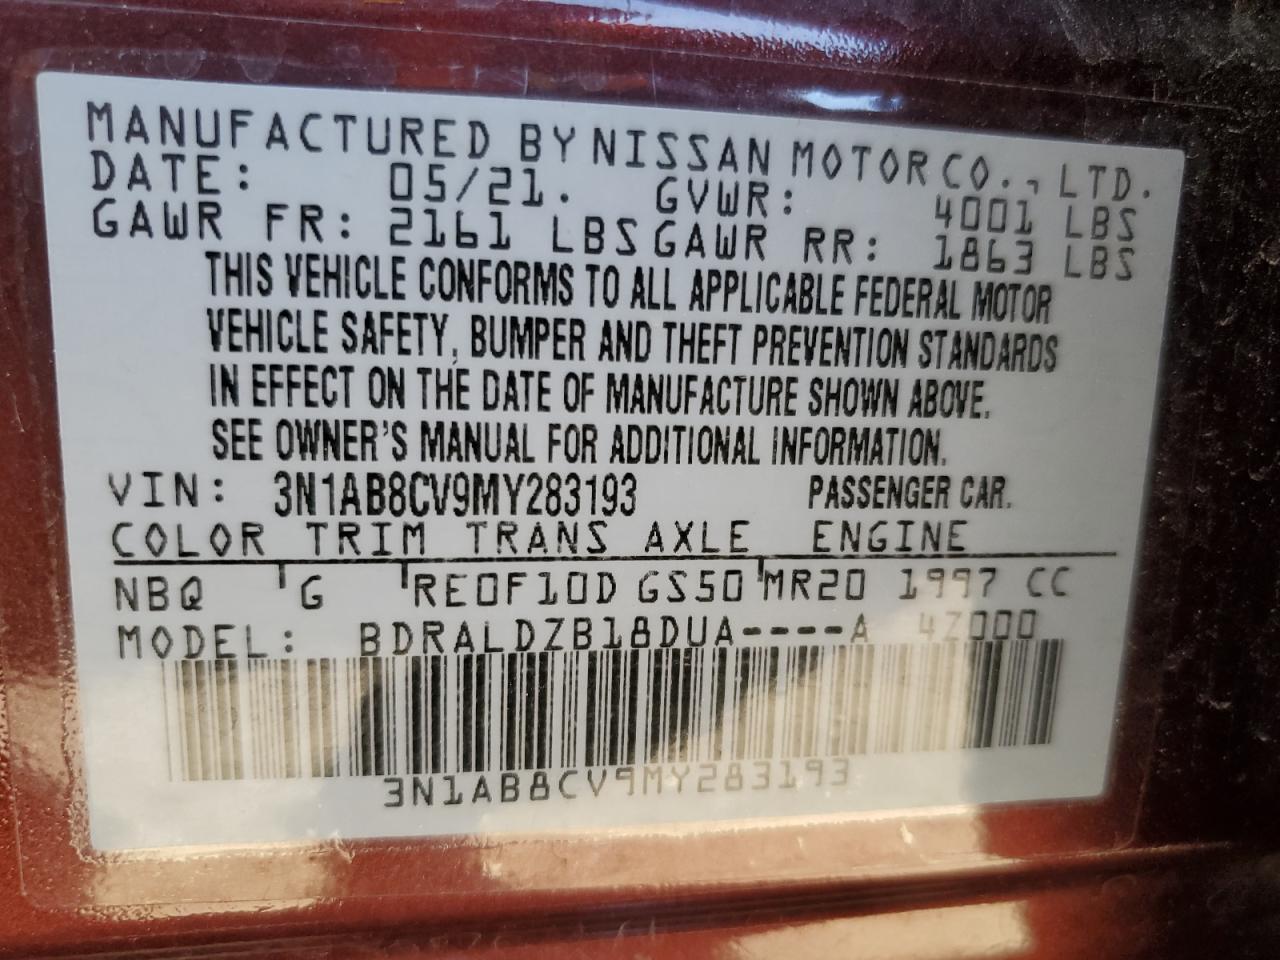 MANUFACTURED BY NISSAN MOTOR CO., LTD.
DATE: 05/21. GVWR: 4001 LBS
GAWR FR: 2161 LBS GAWR RR: 1863 LBS
THIS VEHICLE CONFORMS TO ALL APPLICABLE FEDERAL MOTOR
VEHICLE SAFETY, BUMPER AND THEFT PREVENTION STANDARDS
IN EFFECT ON THE DATE OF MANUFACTURE SHOWN ABOVE.
SEE OWNER'S MANUAL FOR ADDITIONAL INFORMATION.
VIN: 3N1AB8CV9MY283193 PASSENGER CAR.
COLOR TRIM TRANS AXLE ENGINE
NBQ G RE0F10D GS50 MR20 1997 CC
MODEL: BDRALDZB18DUA----A 4Z000
3N1AB8CV9MY283193